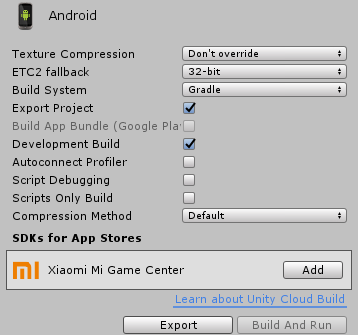 Android
Texture Compression Don't override
ETC2 fallback 32-bit
Build System Gradle
Export Project
Build App Bundle (Google Pla
Development Build
Autoconnect Profiler
Script Debugging
Scripts Only Build
Compression Method Default
SDKs for App Stores
mi Xiaomi Mi Game Center Add
Learn about Unity Cloud Build
Export Build And Run